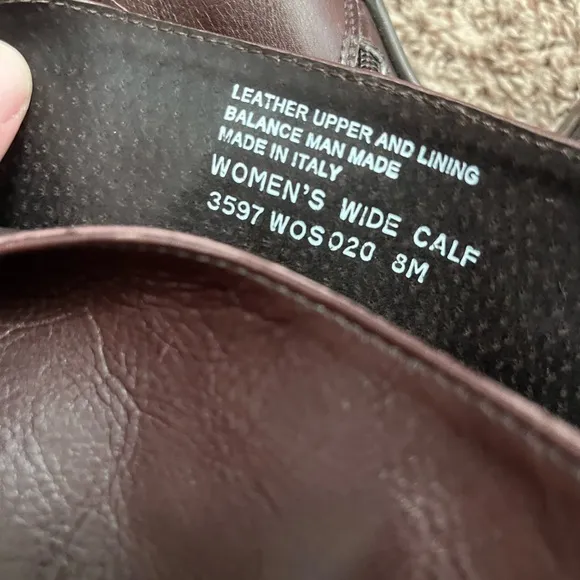 LEATHER UPPER AND LINING
BALANCE MAN MADE
MADE IN ITALY
WOMEN'S WIDE CALF
3597 WOS020 8M